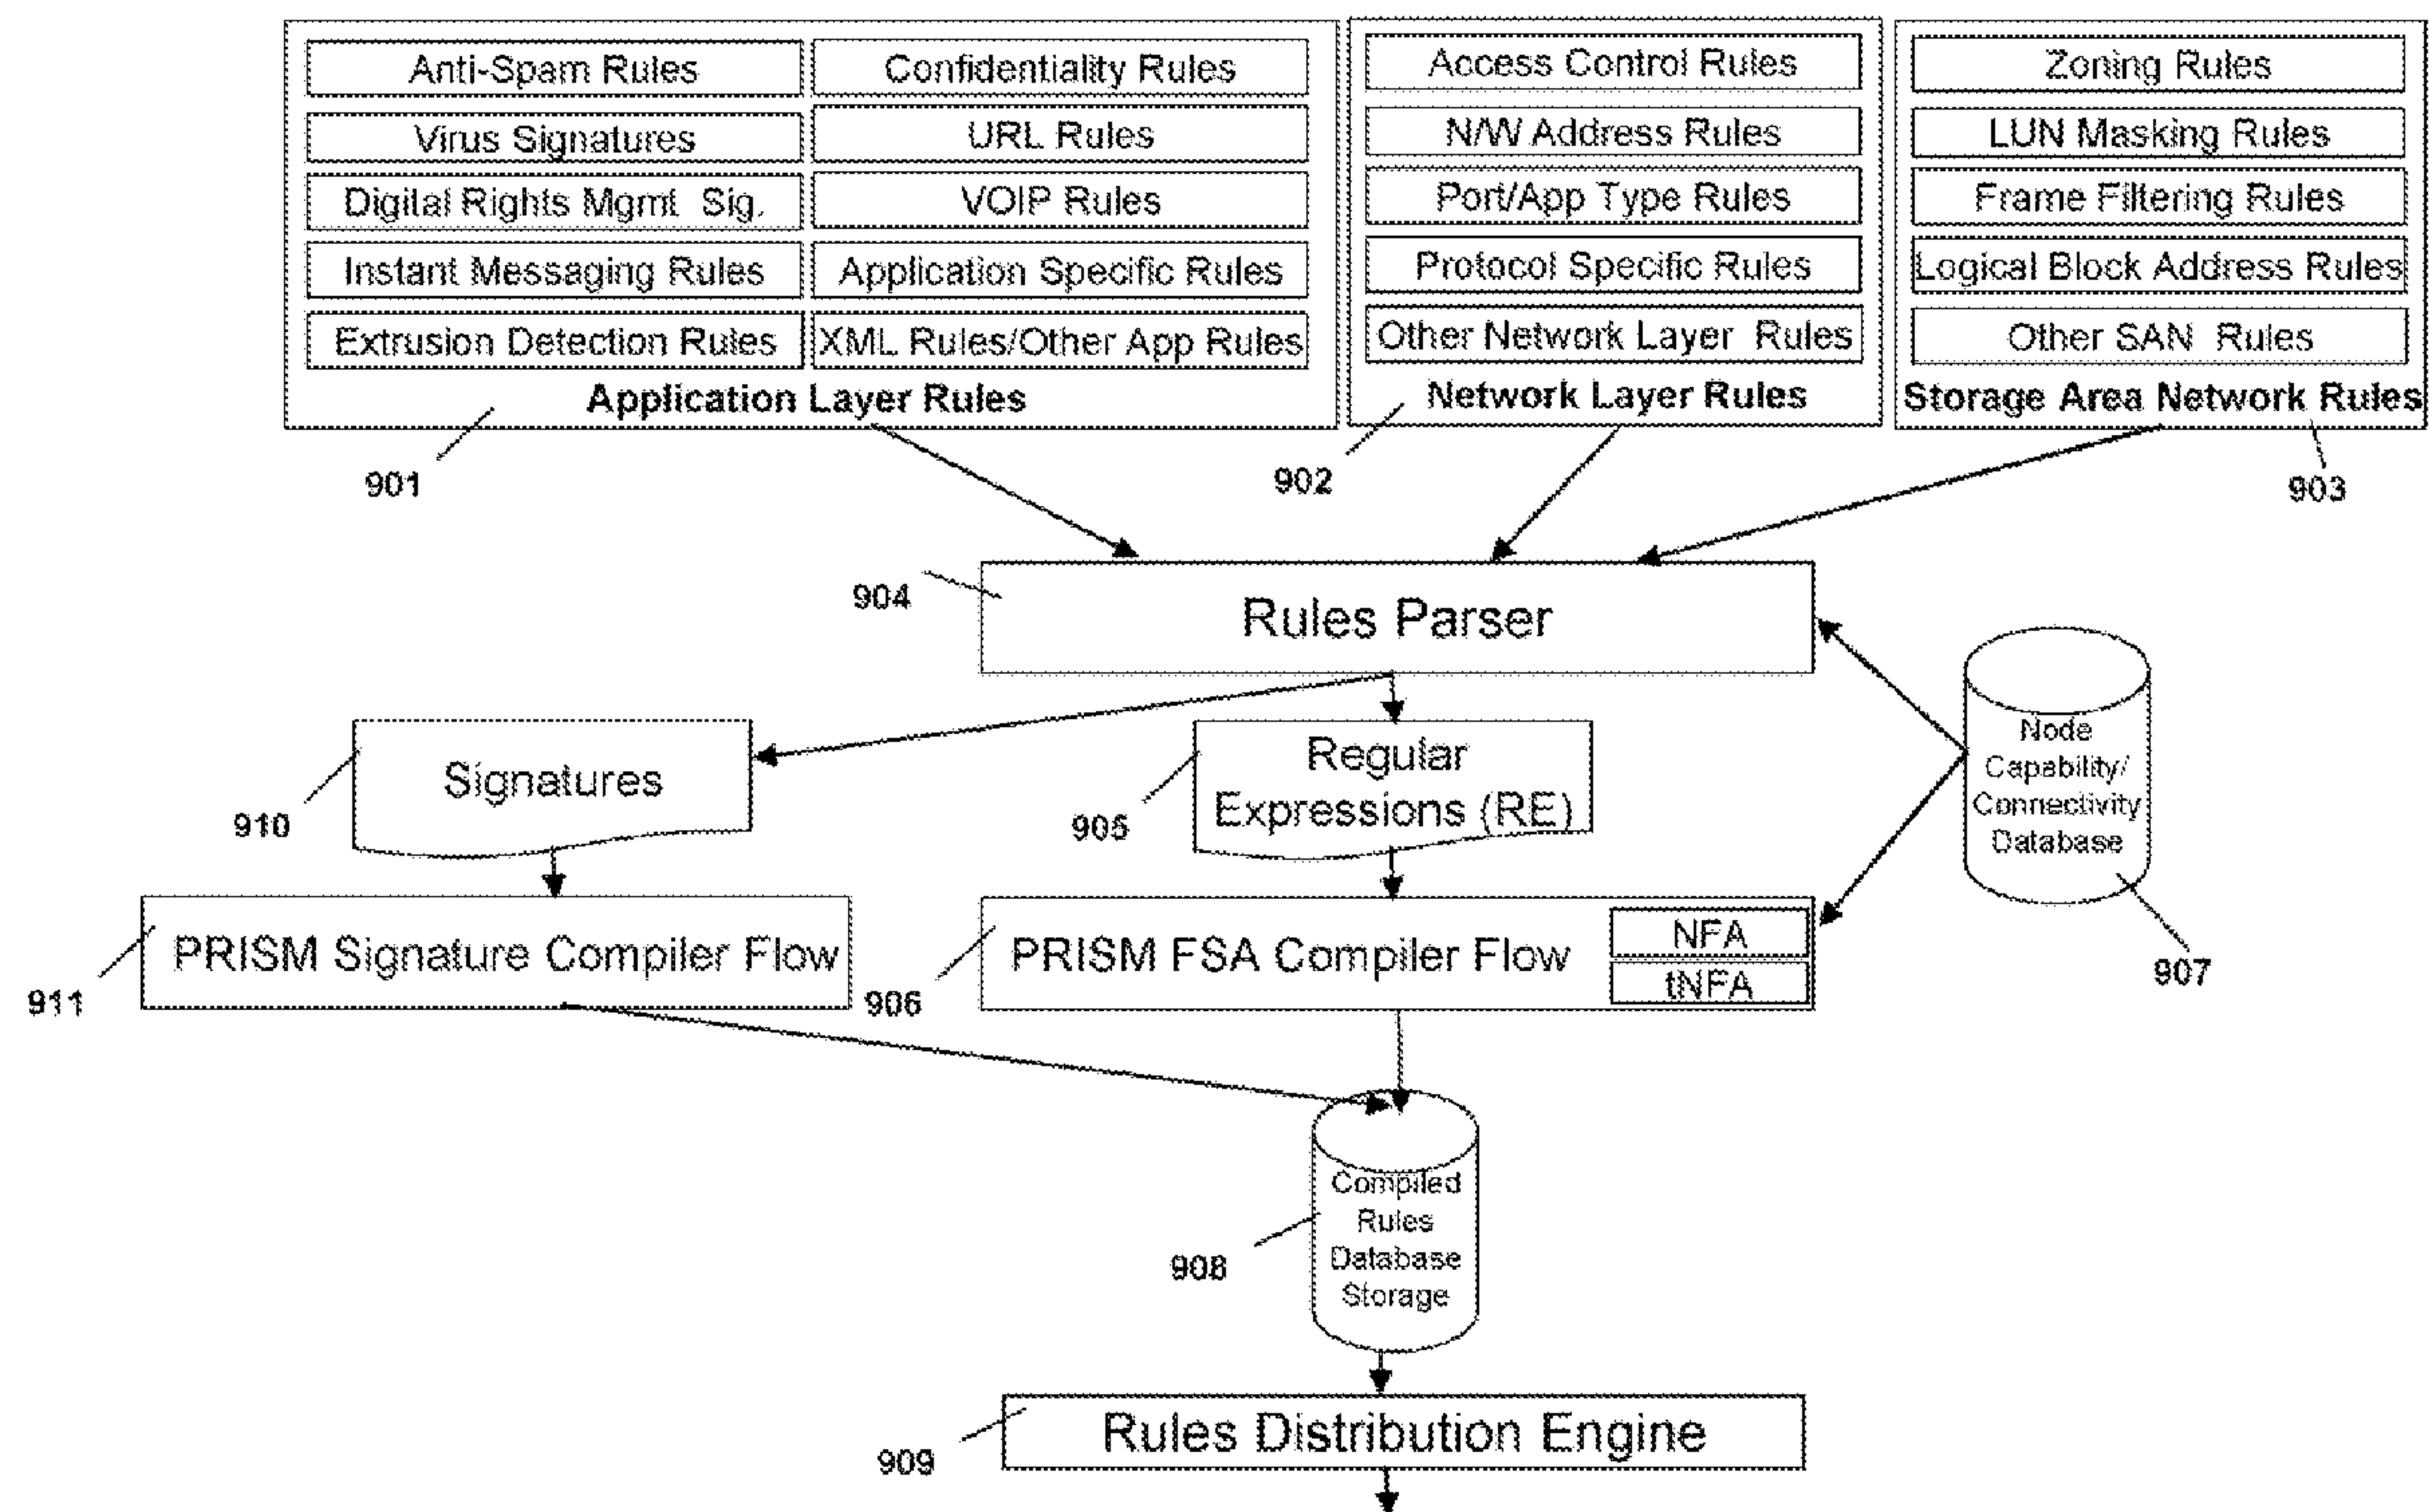 Anti-Spam Rules
Confidentiality Rules
Virus Signatures
URL Rules
Digital Rights Mgmt. Sig.
VOIP Rules
Instant Messaging Rules
Application Specific Rules
Extrusion Detection Rules
XML Rules/Other App Rules
Application Layer Rules
901
Access Control Rules
N/W Address Rules
Port/App Type Rules
Protocol Specific Rules
Other Network Layer Rules
Network Layer Rules
902
Zoning Rules
LUN Masking Rules
Frame Filtering Rules
Logical Block Address Rules
Other SAN Rules
Storage Area Network Rules
903
904
Rules Parser
Signatures
910
Regular
Expressions (RE)
905
Node
Capability/
Connectivity
Database
907
PRISM Signature Compiler Flow
911
PRISM FSA Compiler Flow
NFA
tNFA
906
Compiled
Rules
Database
Storage
908
Rules Distribution Engine
909